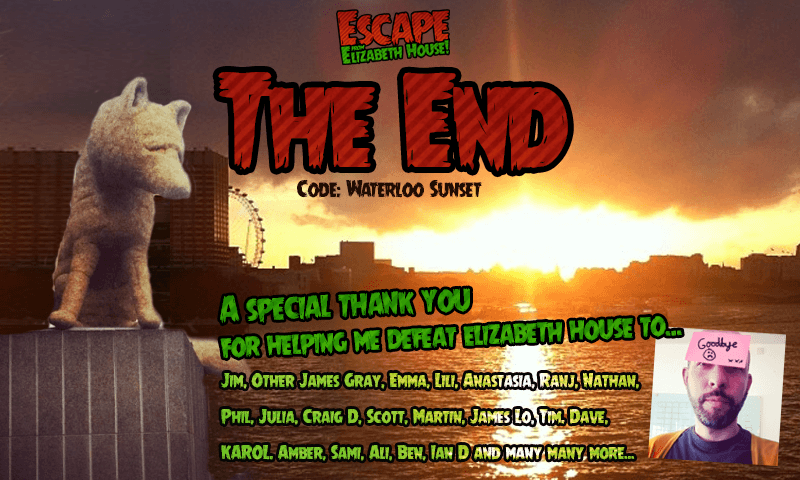 Escape
from
Elizabeth House!
The End
Code: Waterloo Sunset
A special thank you
for helping me defeat Elizabeth House to...
Jim, Other James Gray, Emma, Lili, Anastasia, Ranj, Nathan,
Phil, Julia, Craig D, Scott, Martin, James Lo, Tim. Dave,
KAROL. Amber, Sami, Ali, Ben, Ian D and many many more...
Goodbye